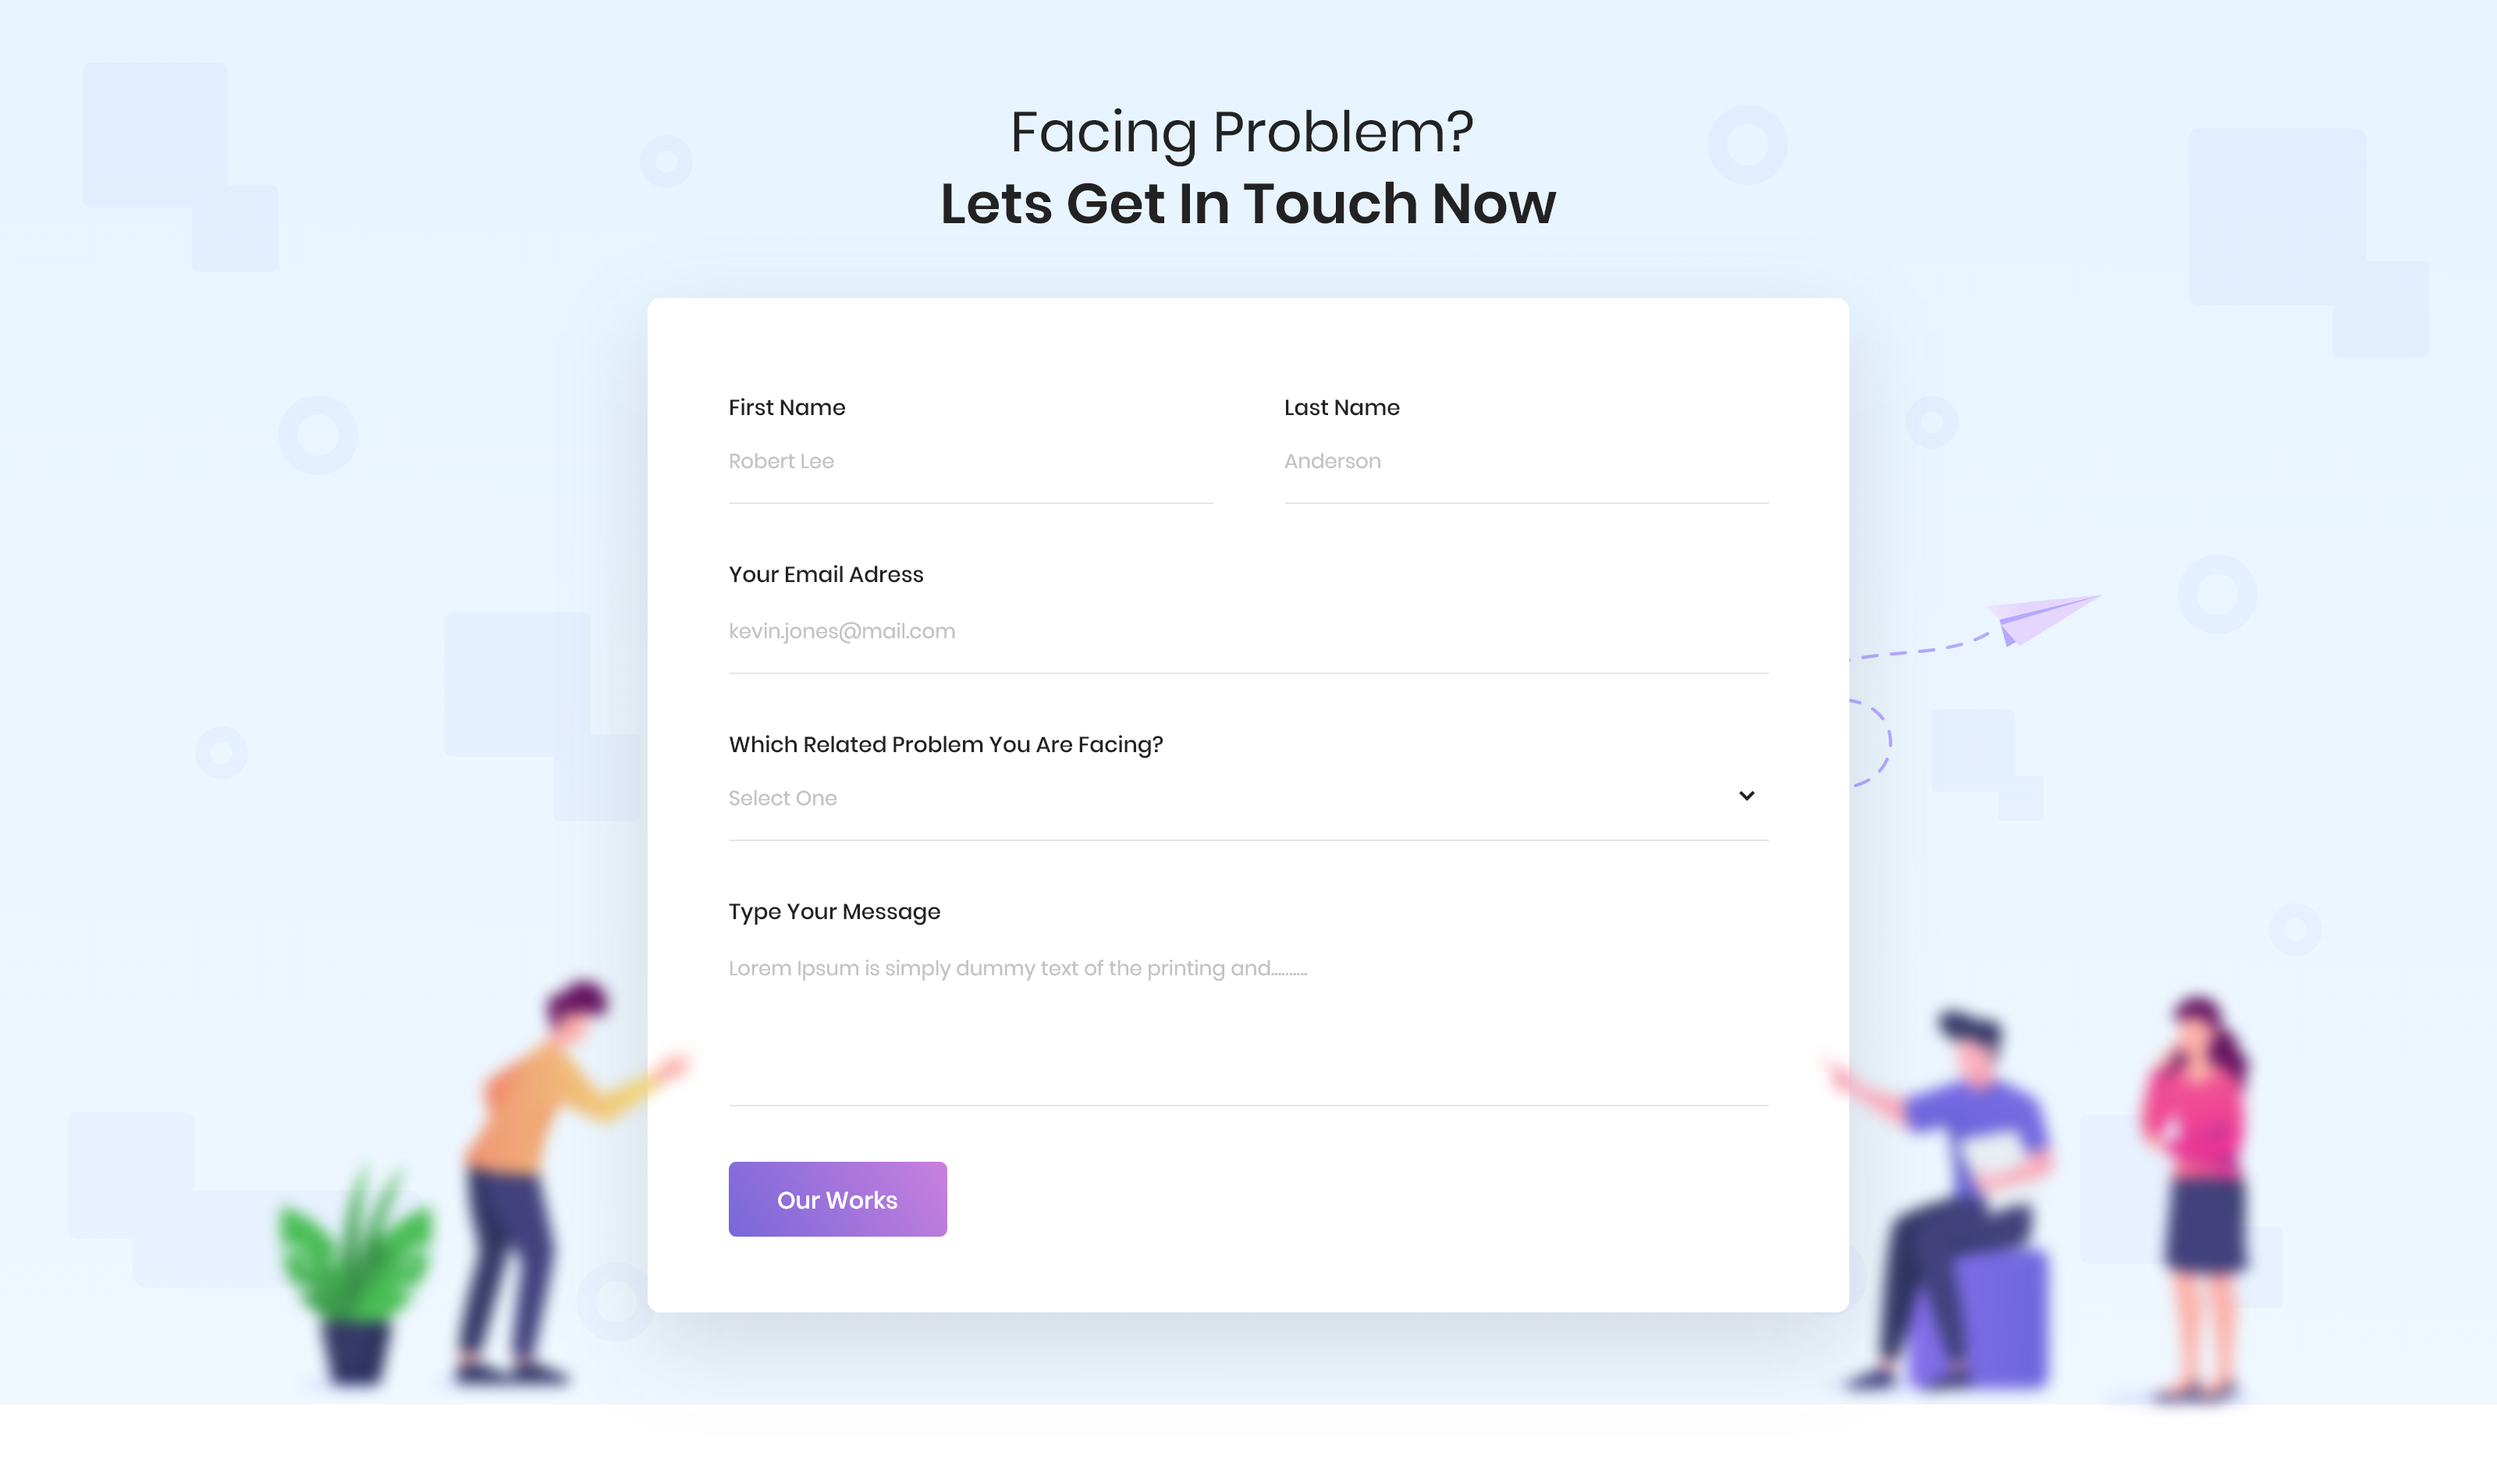 Facing Problem?
Lets Get In Touch Now
First Name
Last Name
Robert Lee
Anderson
Your Email Adress
kevin.jones@mail.com
Which Related Problem You Are Facing?
Select One
Type Your Message
Lorem Ipsum is simply dummy text of the printing and..........
Our Works